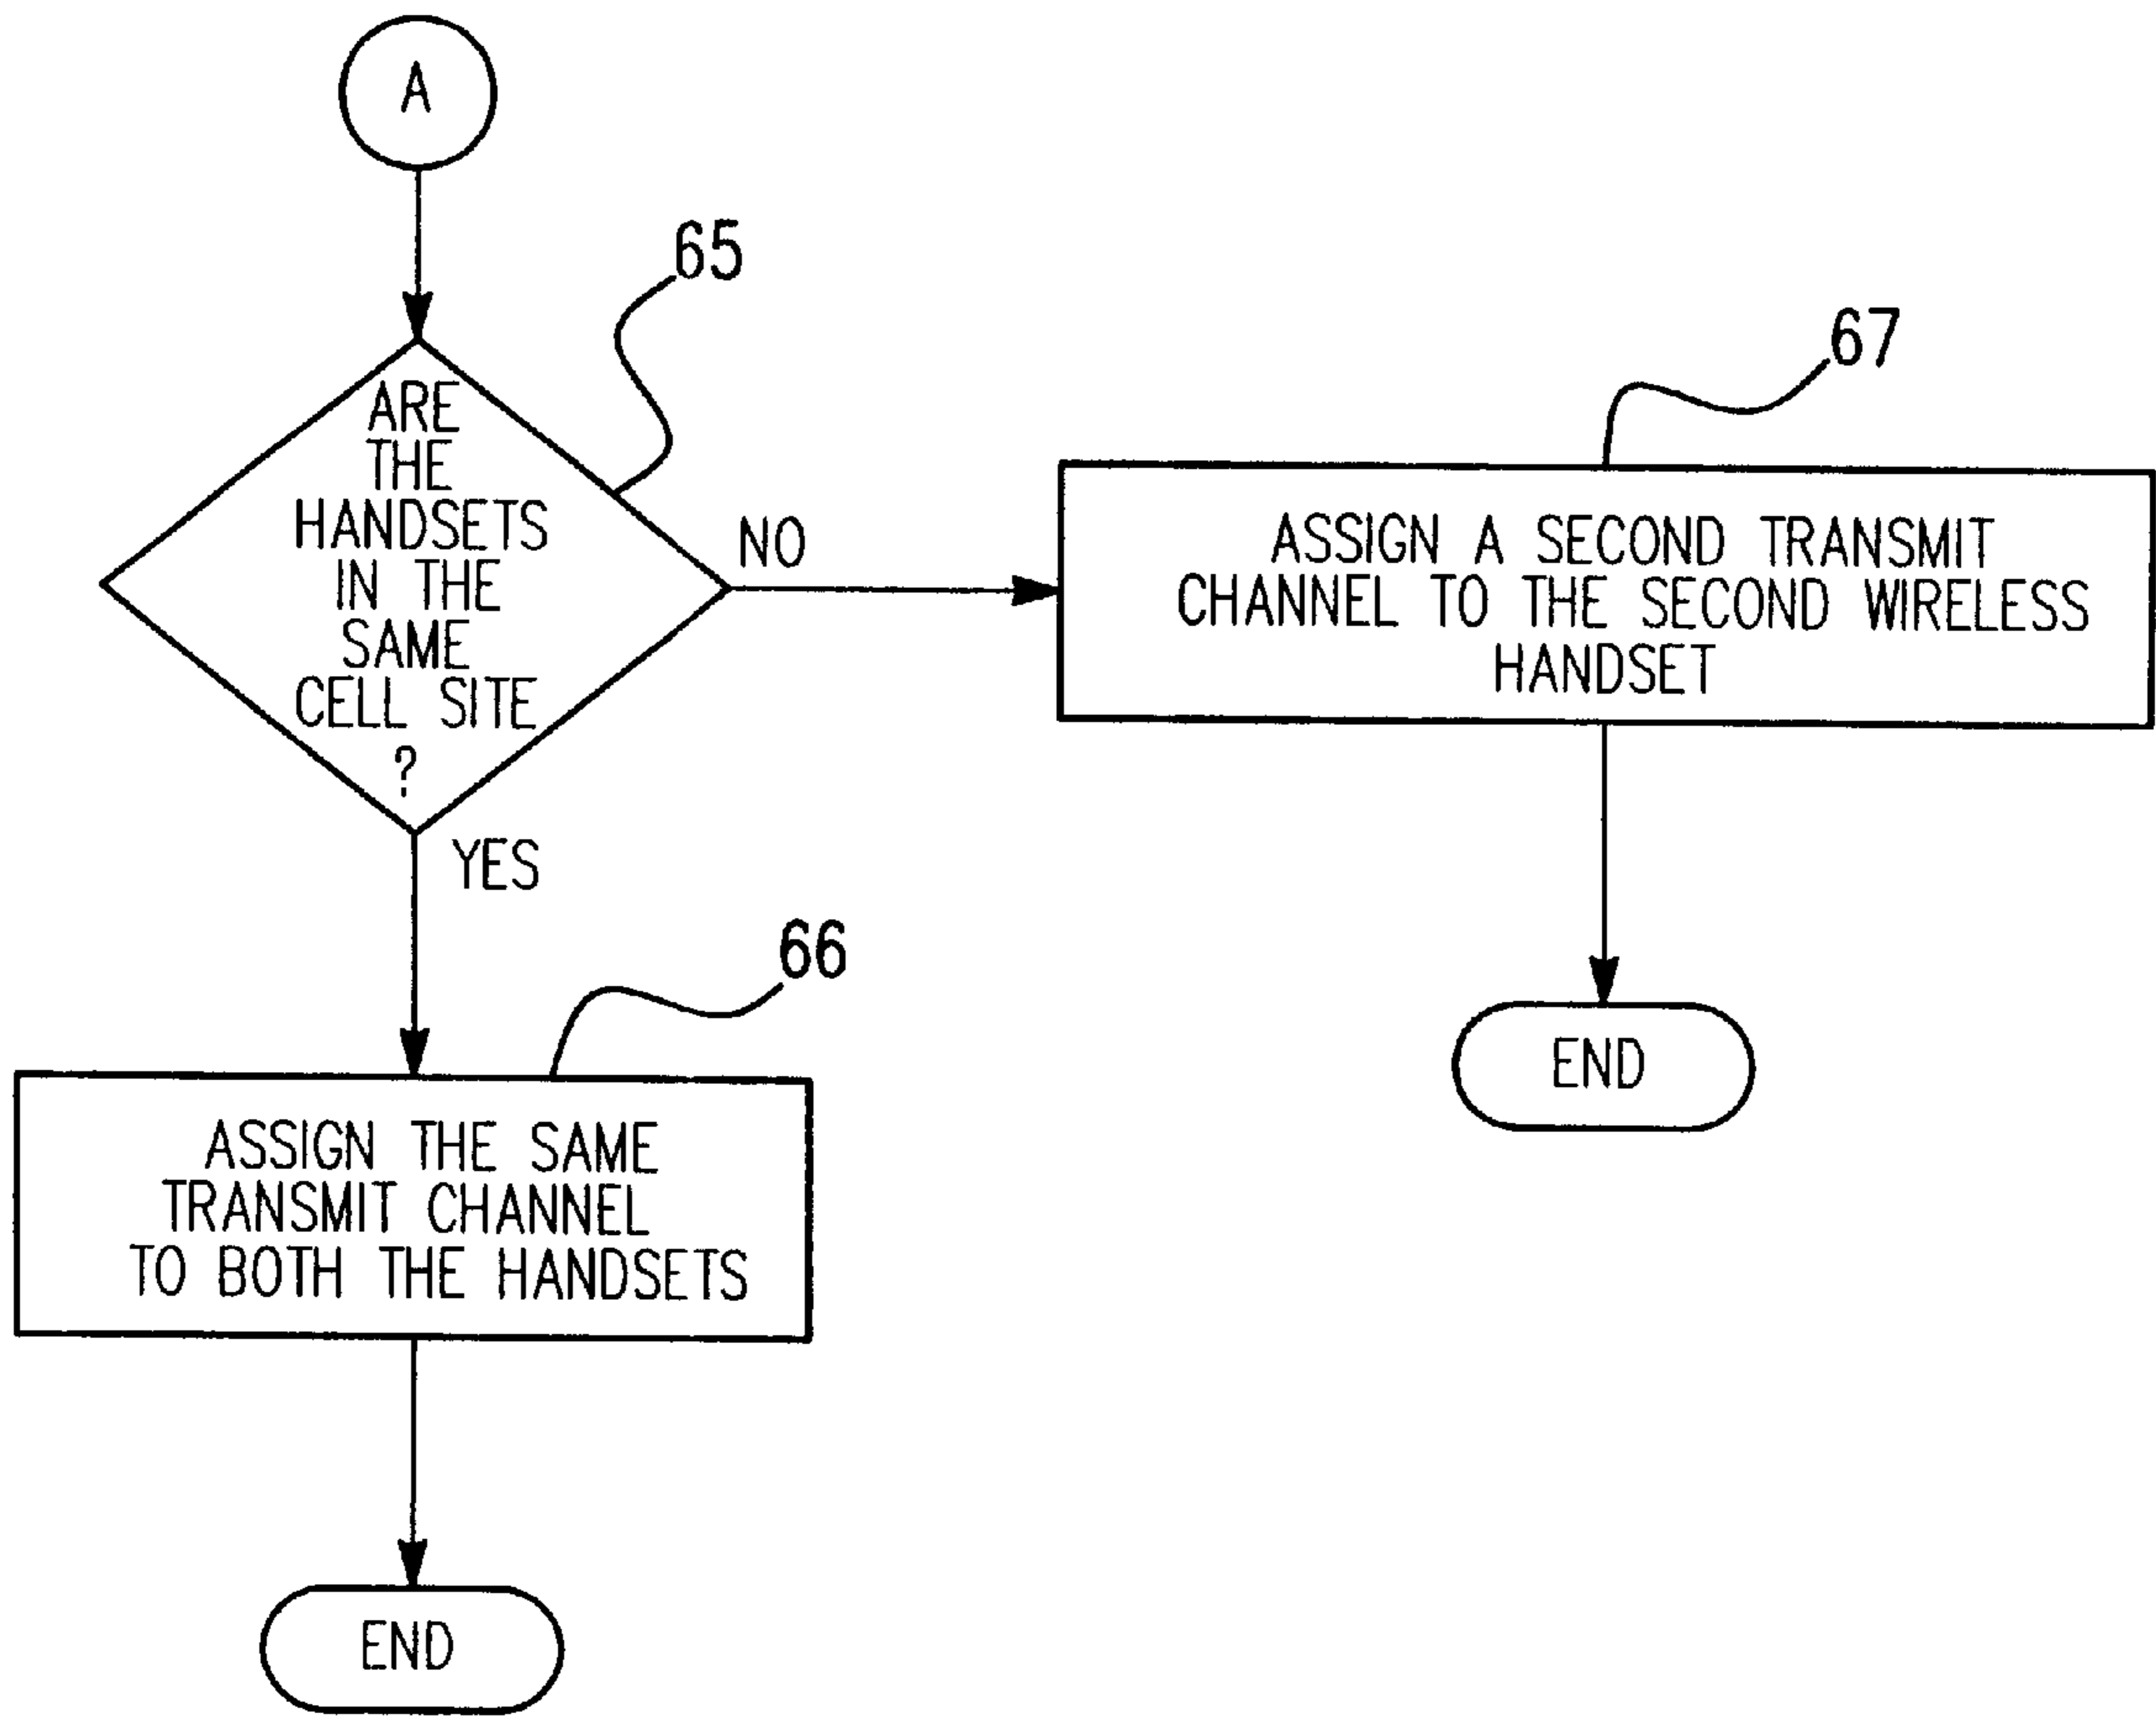 A
65
ARE
THE
HANDSETS
IN THE
SAME
CELL SITE
?
NO
67
ASSIGN A SECOND TRANSMIT
CHANNEL TO THE SECOND WIRELESS
HANDSET
YES
66
END
ASSIGN THE SAME
TRANSMIT CHANNEL
TO BOTH THE HANDSETS
END